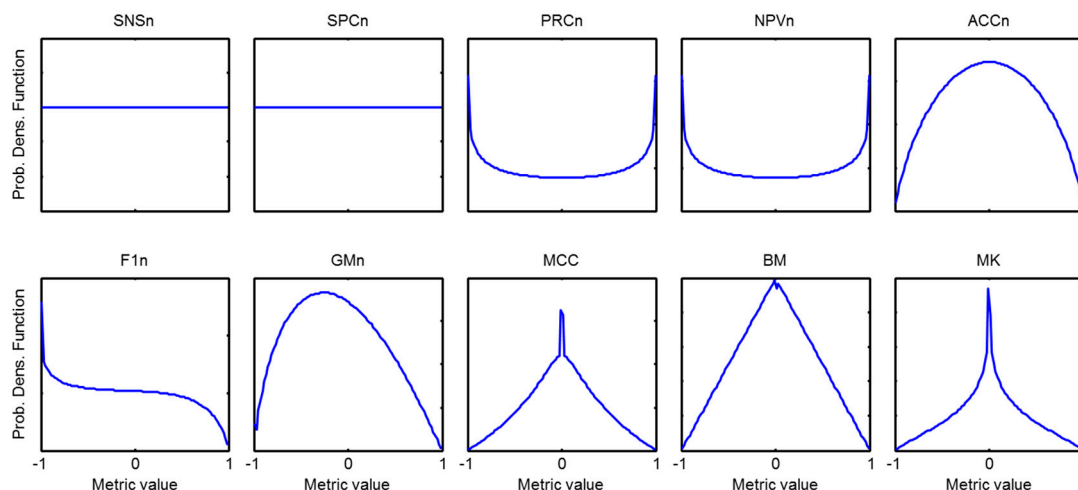 SNSn SPCn PRCn NPVn ACCn
Prob. Dens. Function
F1n GMn MCC BM MK
Prob. Dens. Function
-1 0 1 -1 0 1 -1 0 1 -1 0 1 -1 0 1
Metric value Metric value Metric value Metric value Metric value